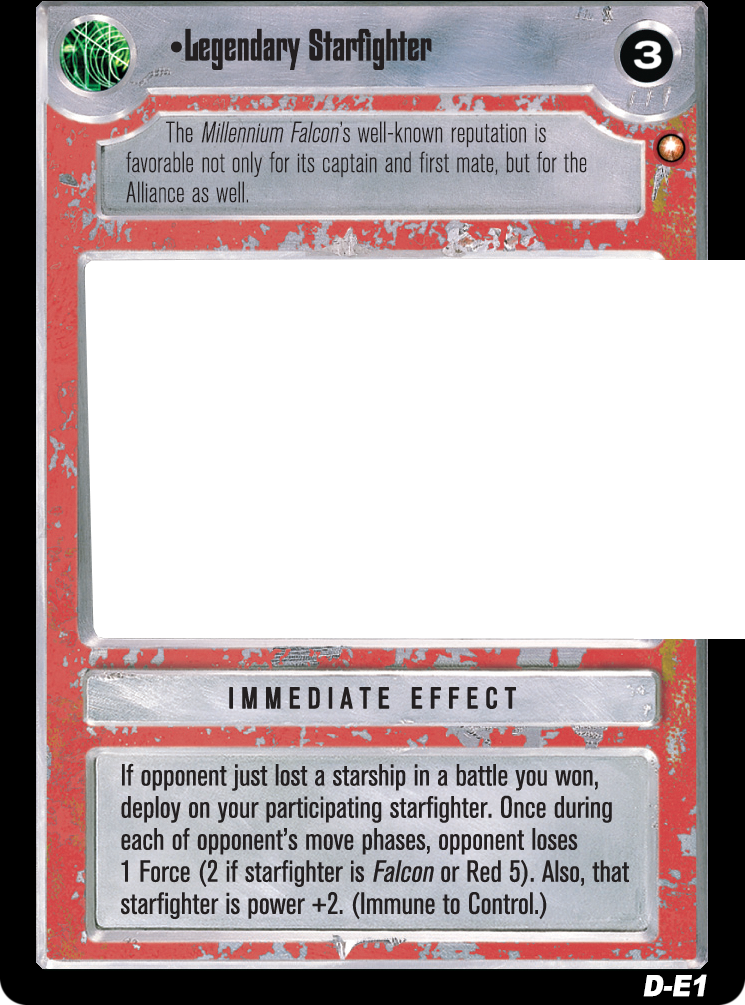 •Legendary Starfighter
3
The Millennium Falcon's well-known reputation is
favorable not only for its captain and first mate, but for the
Alliance as well.
IMMEDIATE EFFECT
If opponent just lost a starship in a battle you won,
deploy on your participating starfighter. Once during
each of opponent's move phases, opponent loses
1 Force (2 if starfighter is Falcon or Red 5). Also, that
starfighter is power +2. (Immune to Control.)
D-E1